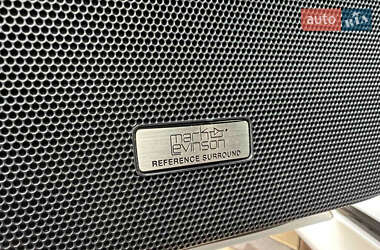 auto RIA
mark
Levinson
REFERENCE SURROUND